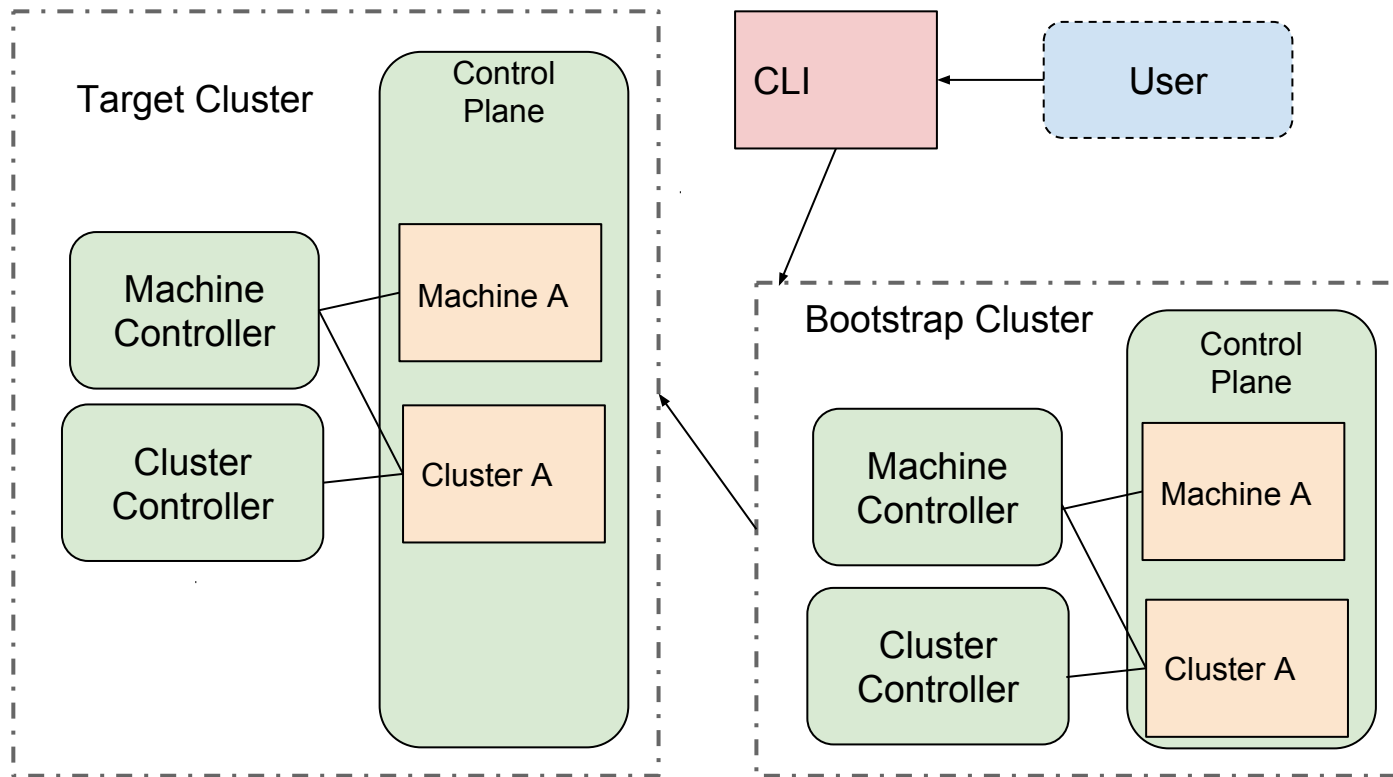 Target Cluster
Control
Plane
Machine
Controller
Machine A
Cluster
Controller
Cluster A
CLI
User
Bootstrap Cluster
Control
Plane
Machine
Controller
Machine A
Cluster
Controller
Cluster A